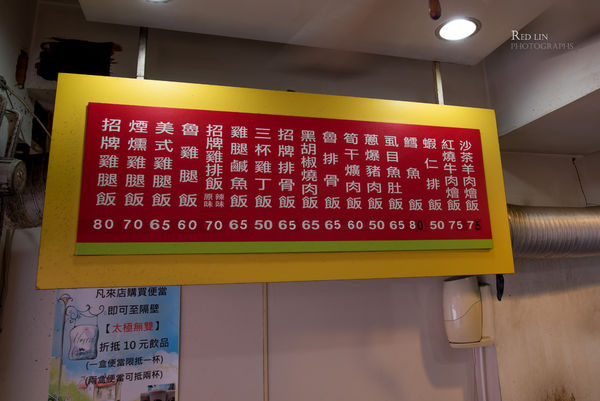 RED LIN
PHOTOGRAPHS
沙茶羊肉燴飯
75
紅燒牛肉燴飯
75
蝦仁排飯
50
鱈魚飯
80
虱目魚肚飯
65
蔥爆豬肉飯
50
筍干爌肉飯
60
魯排骨飯
65
黑胡椒燒肉飯
65
招牌排骨飯
65
三杯雞丁飯
50
雞腿鹹魚飯
65
招牌雞排飯
辣味
原味
70
魯雞腿飯
60
美式雞腿飯
65
煙燻雞腿飯
70
招牌雞腿飯
80
凡來店購買便當
即可至隔壁
【太極無雙】
折抵 10 元飲品
(一盒便當限抵一杯)
(兩盒便當可抵兩杯)